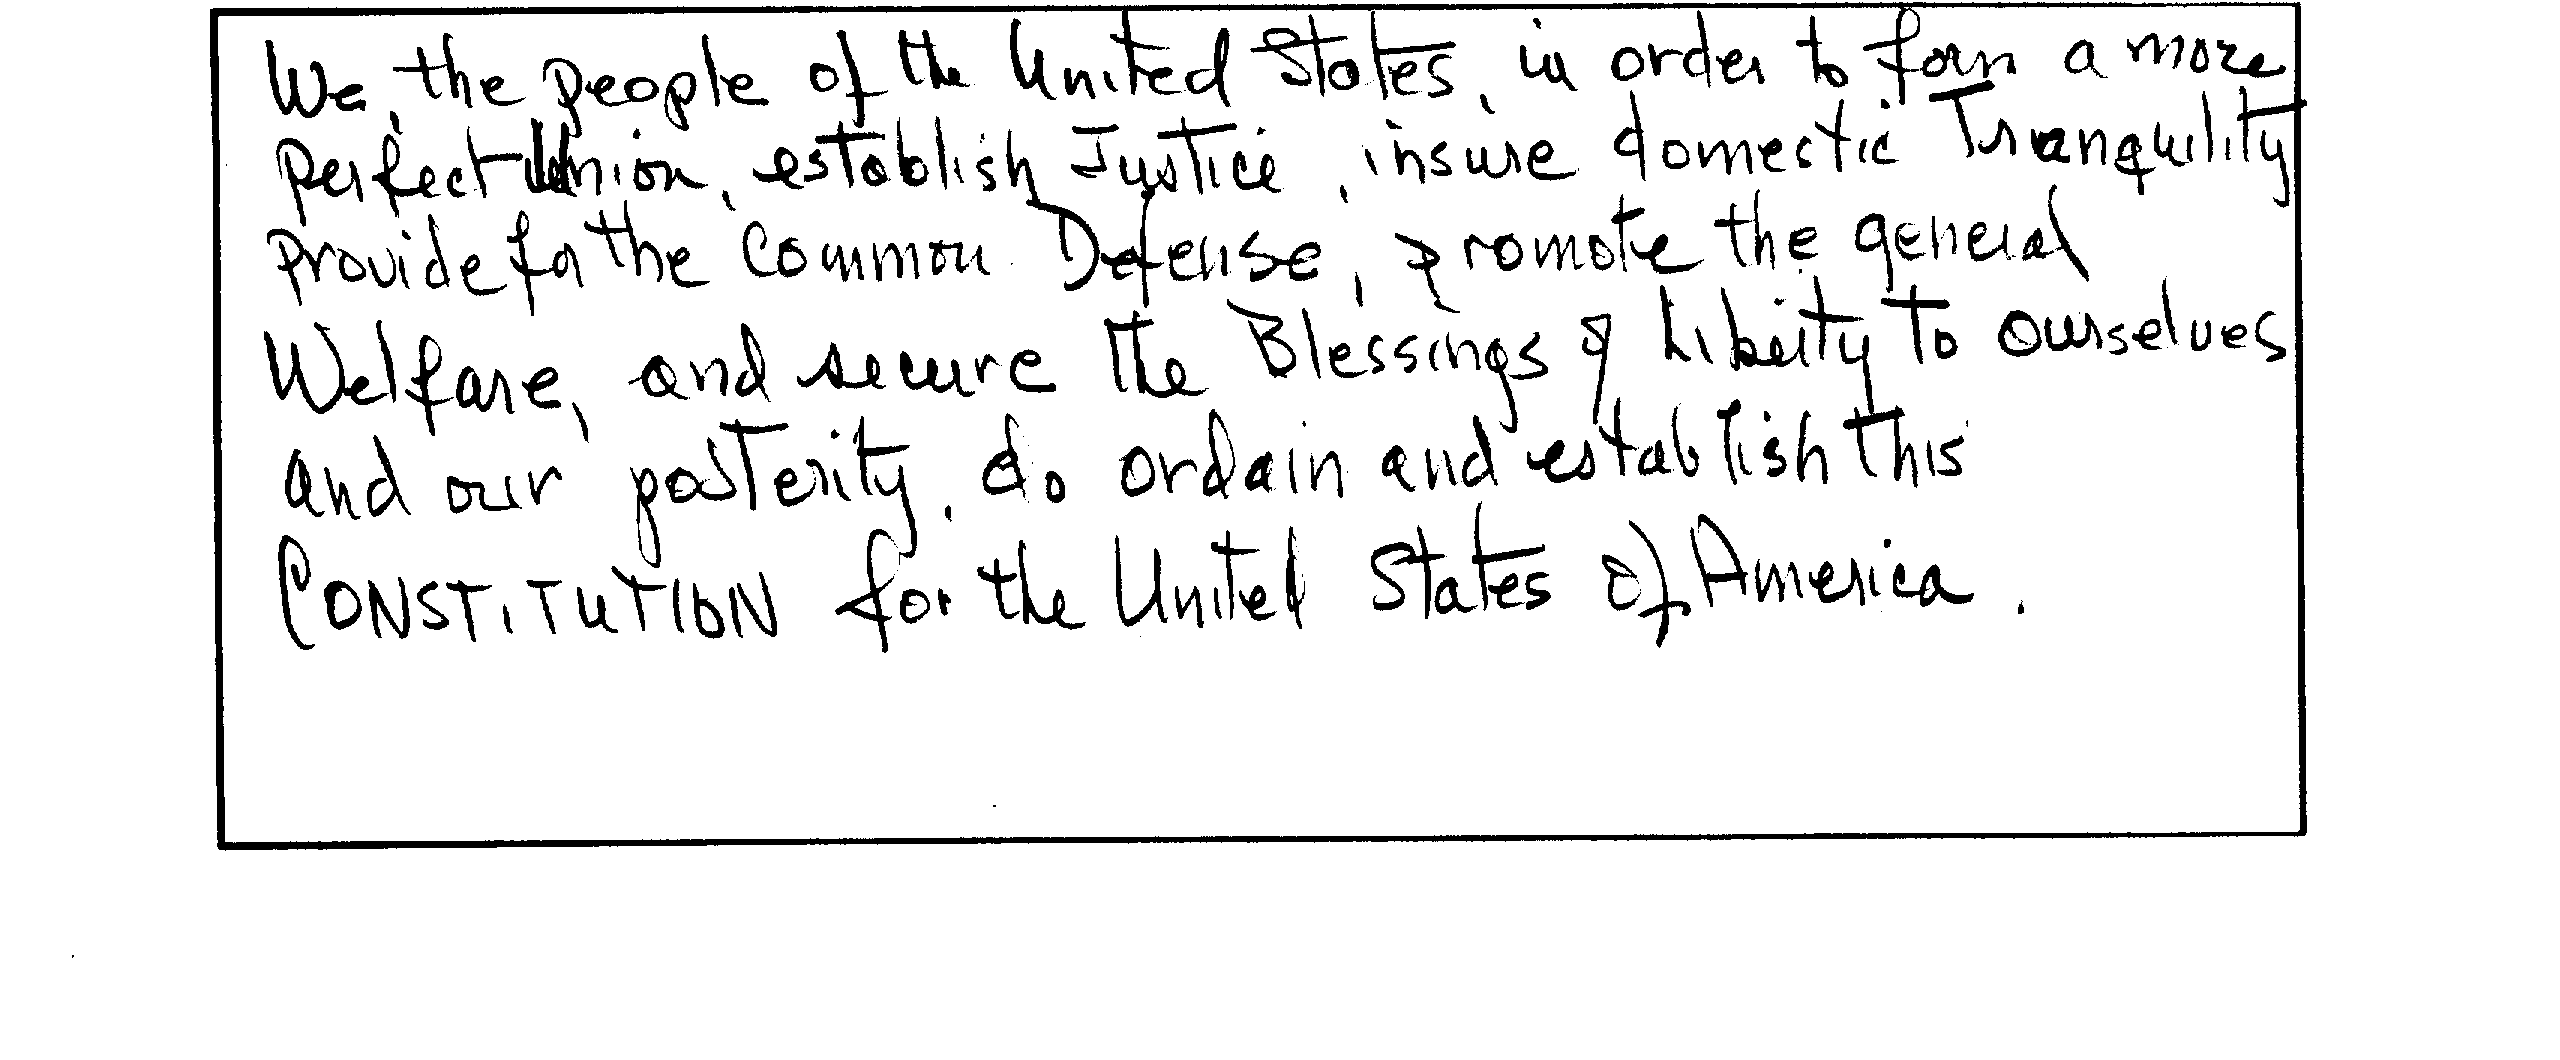 We, the people of the United States, in order to form a more
perfect Union, establish Justice, insure domestic Tranquility
provide for the Common Defense, promote the general
Welfare, and secure the Blessings of Liberty to ourselves
and our posterity, do ordain and establish this
CONSTITUTION for the United States of America.